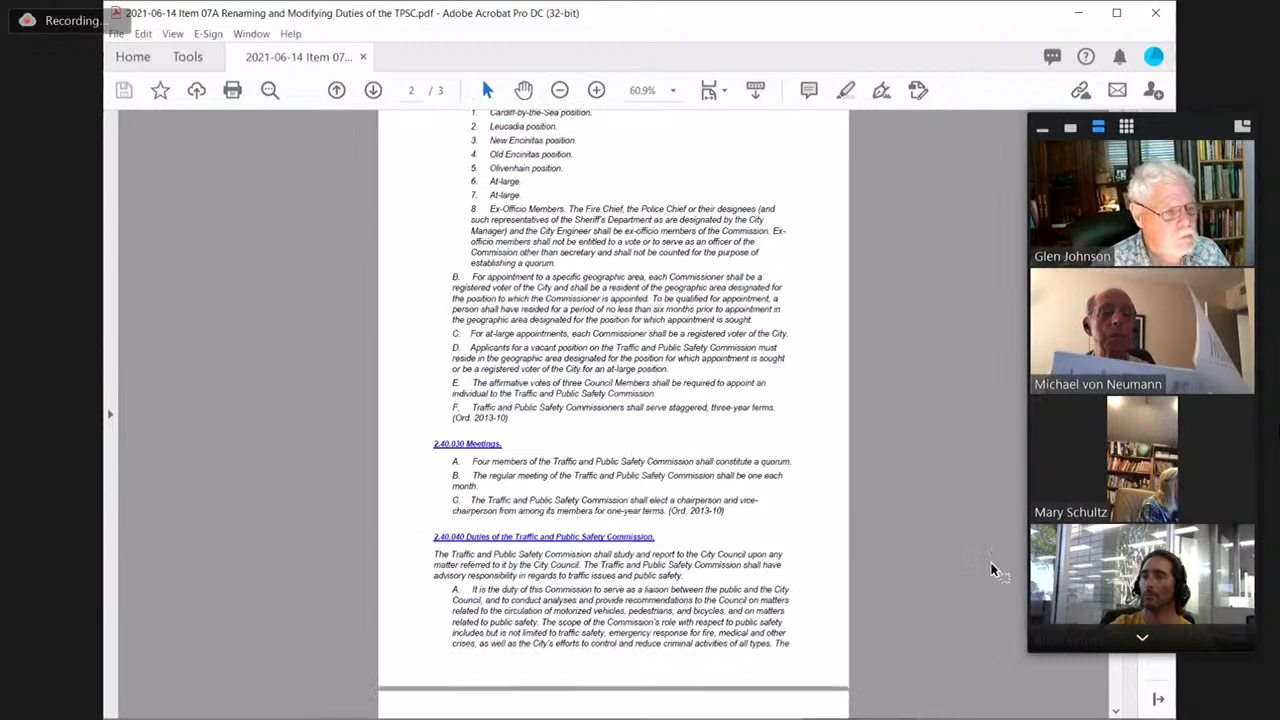 Recording...
2021-06-14 Item 07A Renaming and Modifying Duties of the TPSC.pdf - Adobe Acrobat Pro DC (32-bit)
File Edit View E-Sign Window Help
Home Tools 2021-06-14 Item 07... ×
2 / 3 60.9%
1. Cardiff-by-the-Sea position.
2. Leucadia position.
3. New Encinitas position.
4. Old Encinitas position.
5. Olivenhain position.
6. At-large.
7. At-large.
8. Ex-Officio Members. The Fire Chief, the Police Chief or their designees (and
such representatives of the Sheriff's Department as are designated by the City
Manager) and the City Engineer shall be ex-officio members of the Commission. Ex-
officio members shall not be entitled to a vote or to serve as an officer of the
Commission other than secretary and shall not be counted for the purpose of
establishing a quorum.
B. For appointment to a specific geographic area, each Commissioner shall be a
registered voter of the City and shall be a resident of the geographic area designated for
the position to which the Commissioner is appointed. To be qualified for appointment, a
person shall have resided for a period of no less than six months prior to appointment in
the geographic area designated for the position for which appointment is sought.
C. For at-large appointments, each Commissioner shall be a registered voter of the City.
D. Applicants for a vacant position on the Traffic and Public Safety Commission must
reside in the geographic area designated for the position for which appointment is sought
or be a registered voter of the City for an at-large position.
E. The affirmative votes of three Council Members shall be required to appoint an
individual to the Traffic and Public Safety Commission.
F. Traffic and Public Safety Commissioners shall serve staggered, three-year terms.
(Ord. 2013-10)
2.40.030 Meetings.
A. Four members of the Traffic and Public Safety Commission shall constitute a quorum.
B. The regular meeting of the Traffic and Public Safety Commission shall be one each
month.
C. The Traffic and Public Safety Commission shall elect a chairperson and vice-
chairperson from among its members for one-year terms. (Ord. 2013-10)
2.40.040 Duties of the Traffic and Public Safety Commission.
The Traffic and Public Safety Commission shall study and report to the City Council upon any
matter referred to it by the City Council. The Traffic and Public Safety Commission shall have
advisory responsibility in regards to traffic issues and public safety.
A. It is the duty of this Commission to serve as a liaison between the public and the City
Council, and to conduct analyses and provide recommendations to the Council on matters
related to the circulation of motorized vehicles, pedestrians, and bicycles, and on matters
related to public safety. The scope of the Commission's role with respect to public safety
includes but is not limited to traffic safety, emergency response for fire, medical and other
crises, as well as the City's efforts to control and reduce criminal activities of all types. The
Glen Johnson
Michael von Neumann
Mary Schultz